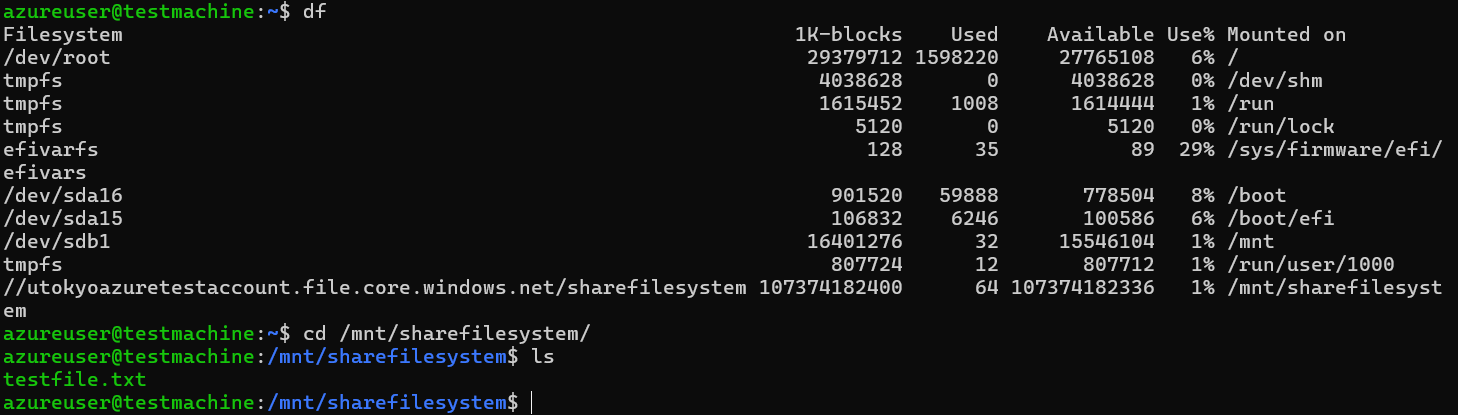 azureuser@testmachine:~$ df
Filesystem                                               1K-blocks    Used    Available Use% Mounted on
/dev/root                                                 29379712 1598220     27765108   6% /
tmpfs                                                      4038628       0      4038628   0% /dev/shm
tmpfs                                                      1615452    1008      1614444   1% /run
tmpfs                                                         5120       0         5120   0% /run/lock
efivarfs                                                       128      35           89  29% /sys/firmware/efi/
efivars
/dev/sda16                                                  901520   59888       778504   8% /boot
/dev/sda15                                                  106832    6246       100586   6% /boot/efi
/dev/sdb1                                                 16401276      32     15546104   1% /mnt
tmpfs                                                       807724      12       807712   1% /run/user/1000
//utokyoazuretestaccount.file.core.windows.net/sharefilesystem 107374182400      64 107374182336   1% /mnt/sharefilesyst
em
azureuser@testmachine:~$ cd /mnt/sharefilesystem/
azureuser@testmachine:/mnt/sharefilesystem$ ls
testfile.txt
azureuser@testmachine:/mnt/sharefilesystem$